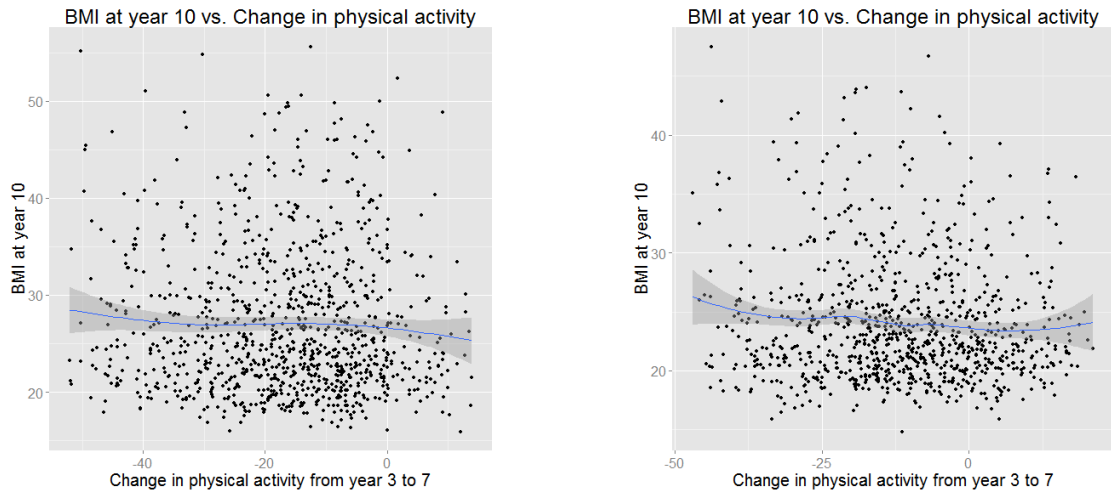 BMI at year 10 vs. Change in physical activity
50
40
30
20
BMI at year 10
-40
-20
0
Change in physical activity from year 3 to 7
BMI at year 10 vs. Change in physical activity
40
30
20
BMI at year 10
-50
-25
0
Change in physical activity from year 3 to 7